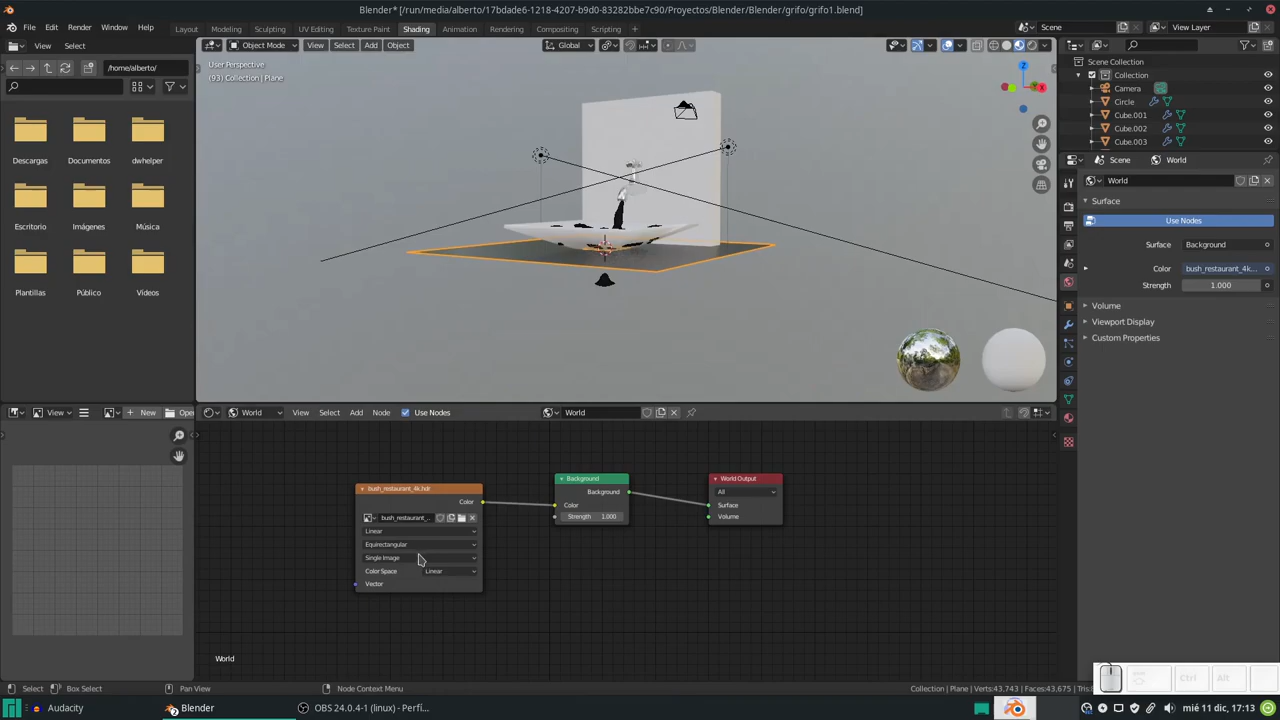 Blender* [/run/media/alberto/17bdade6-1218-4207-b9d0-83282bbe7c90/Proyectos/Blender/Blender/grifo/grifo1.blend]
File Edit Render Window Help Layout Modeling Sculpting UV Editing Texture Paint Shading Animation Rendering Compositing Scripting Scene View Layer
View Select Object Mode View Select Add Object Global
/home/alberto/
User Perspective
(93) Collection | Plane
Scene Collection
Collection
Camera
Circle
Cube.001
Cube.002
Cube.003
Descargas Documentos dwhelper
Escritorio Imágenes Música
Plantillas Público Vídeos
Scene World
World
Surface
Use Nodes
Surface Background
Color bush_restaurant_4k...
Strength 1.000
Volume
Viewport Display
Custom Properties
Z
X
View New Open
World View Select Add Node Use Nodes World
bush_restaurant_4k.hdr
Color
bush_restaurant_...
Linear
Equirectangular
Single Image
Color Space Linear
Vector
Background
Background
Color
Strength 1.000
World Output
All
Surface
Volume
World
Select Box Select Pan View Node Context Menu
Collection | Plane | Verts:43,743 | Faces:43,675 | Tris:
Ctrl Alt
Audacity Blender OBS 24.0.4-1 (linux) - Perfi...
mié 11 dic, 17:13